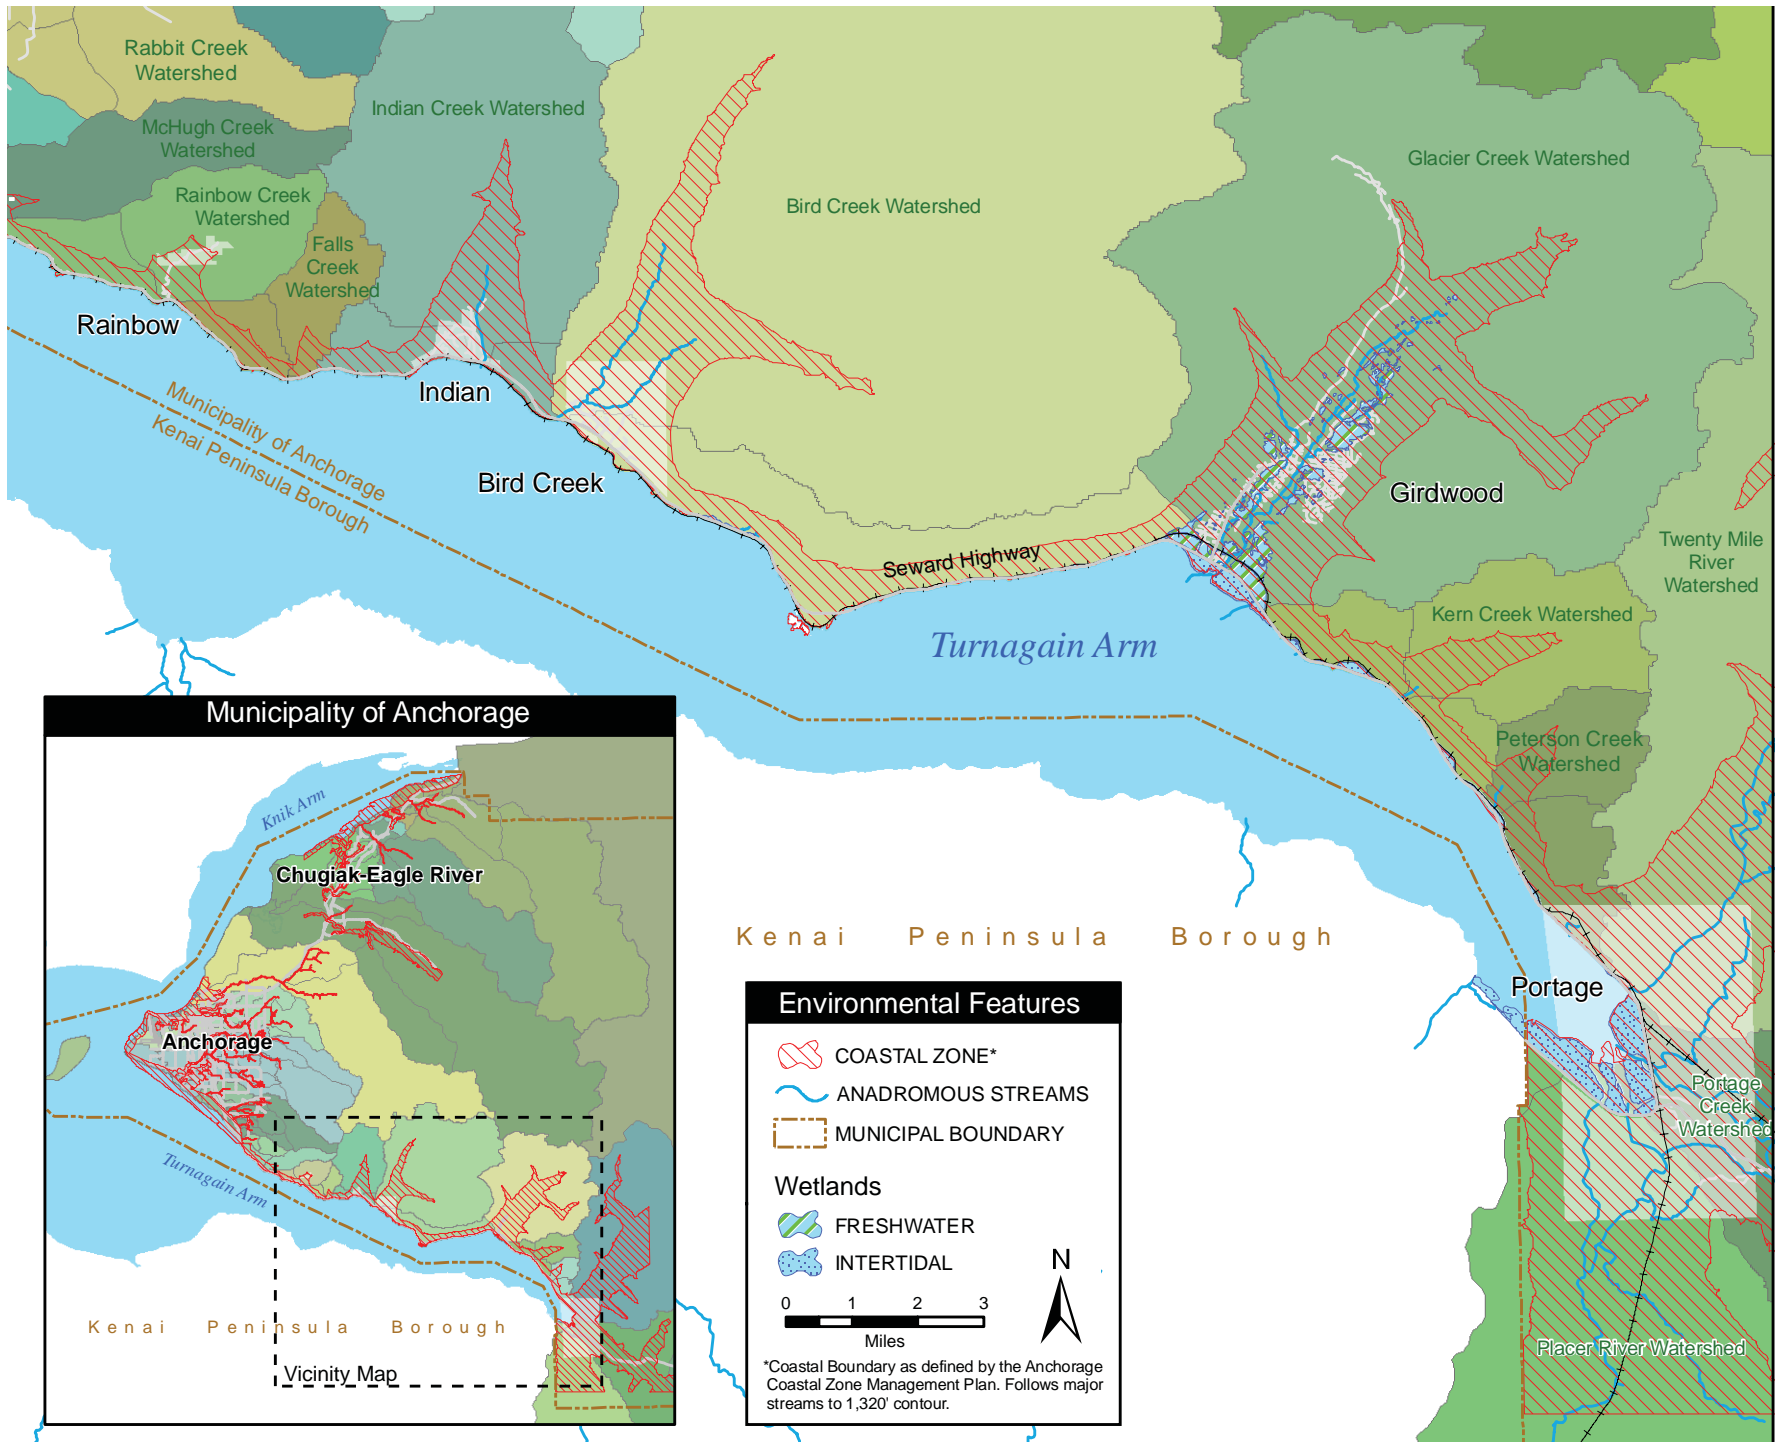 Rabbit Creek
Watershed
McHugh Creek
Watershed
Indian Creek Watershed
Rainbow Creek
Watershed
Falls
Creek
Watershed
Bird Creek Watershed
Glacier Creek Watershed
Rainbow
Indian
Bird Creek
Municipality of Anchorage
Kenai Peninsula Borough
Girdwood
Seward Highway
Twenty Mile
River
Watershed
Kern Creek Watershed
Turnagain Arm
Peterson Creek
Watershed
Kenai Peninsula Borough
Portage
Portage
Creek
Watershed
Placer River Watershed
Municipality of Anchorage
Knik Arm
Chugiak-Eagle River
Anchorage
Turnagain Arm
Kenai Peninsula Borough
Vicinity Map
Environmental Features
COASTAL ZONE*
ANADROMOUS STREAMS
MUNICIPAL BOUNDARY
Wetlands
FRESHWATER
INTERTIDAL
N
0 1 2 3
Miles
*Coastal Boundary as defined by the Anchorage
Coastal Zone Management Plan. Follows major
streams to 1,320' contour.